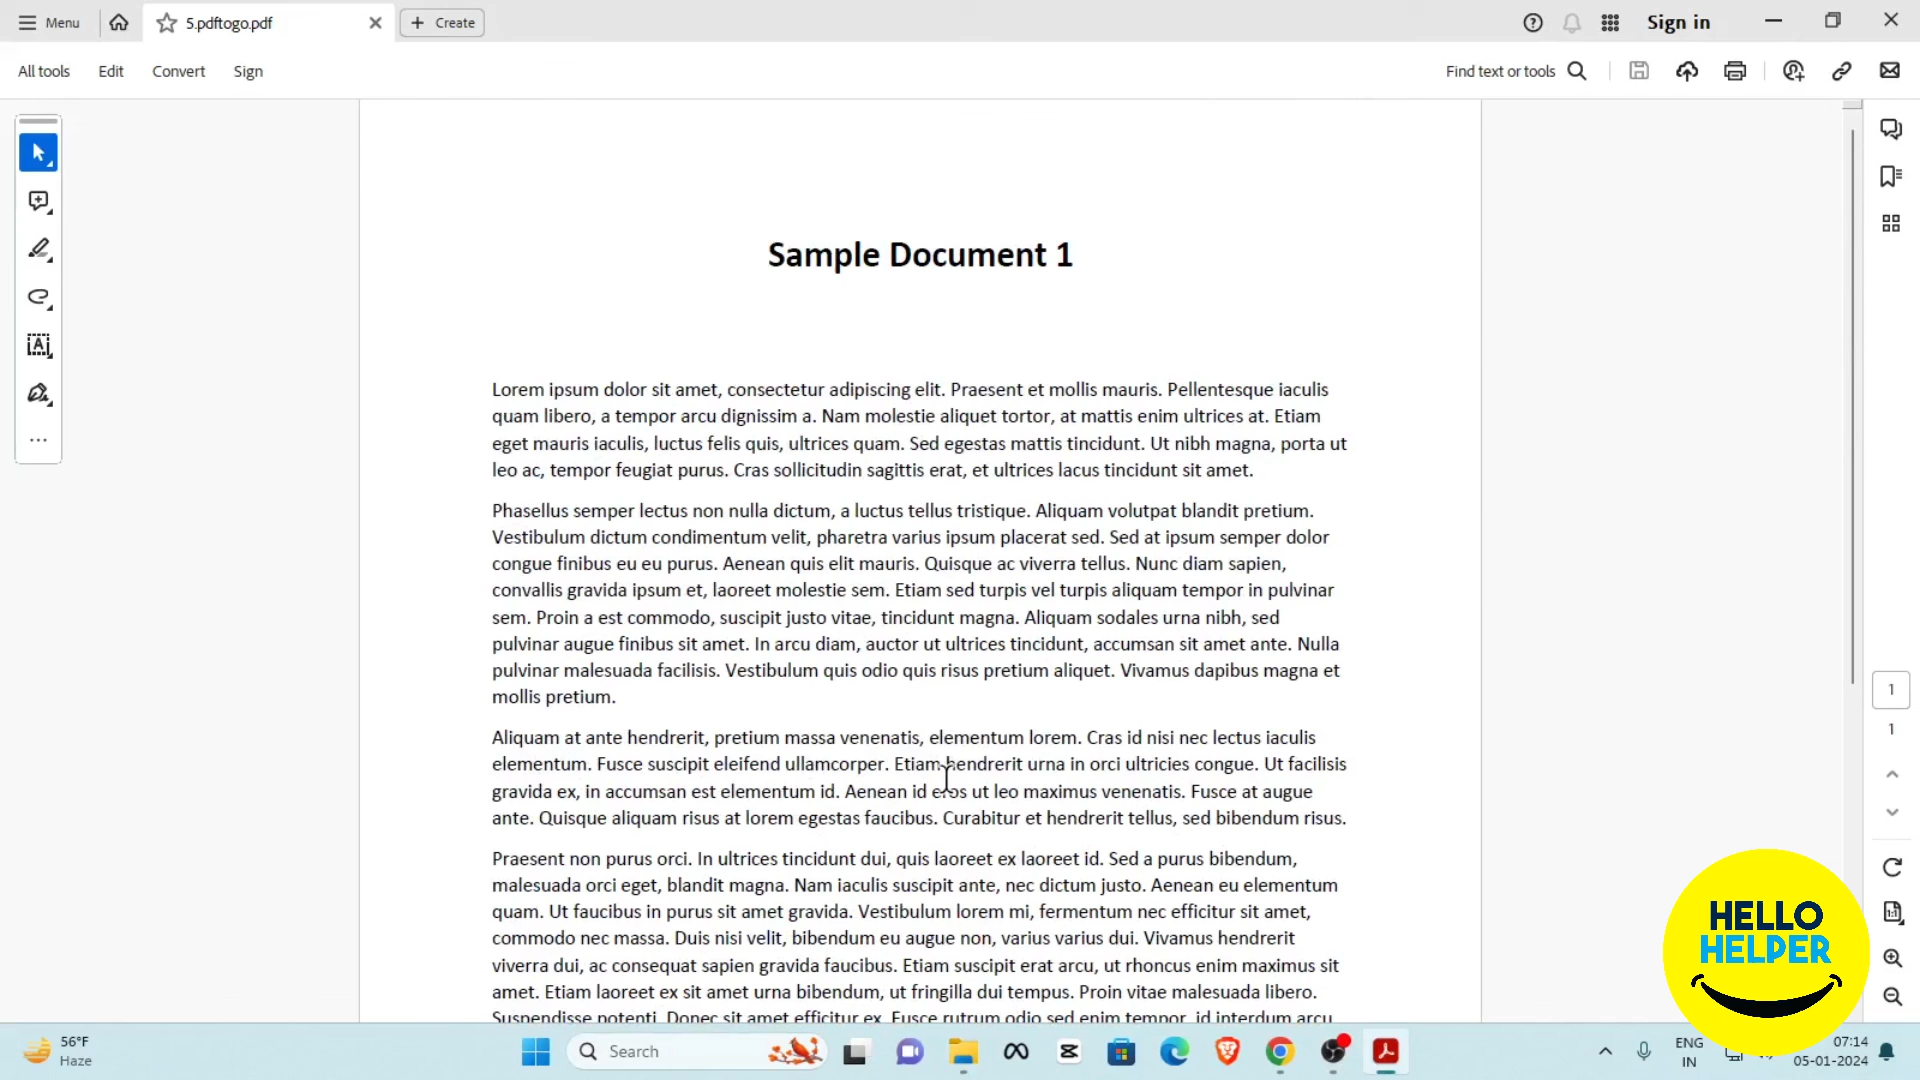 Menu
5.pdftogo.pdf
Create
Sign in
All tools
Edit
Convert
Sign
Find text or tools
Sample Document 1
Lorem ipsum dolor sit amet, consectetur adipiscing elit. Praesent et mollis mauris. Pellentesque iaculis
quam libero, a tempor arcu dignissim a. Nam molestie aliquet tortor, at mattis enim ultrices at. Etiam
eget mauris iaculis, luctus felis quis, ultrices quam. Sed egestas mattis tincidunt. Ut nibh magna, porta ut
leo ac, tempor feugiat purus. Cras sollicitudin sagittis erat, et ultrices lacus tincidunt sit amet.
Phasellus semper lectus non nulla dictum, a luctus tellus tristique. Aliquam volutpat blandit pretium.
Vestibulum dictum condimentum velit, pharetra varius ipsum placerat sed. Sed at ipsum semper dolor
congue finibus eu eu purus. Aenean quis elit mauris. Quisque ac viverra tellus. Nunc diam sapien,
convallis gravida ipsum et, laoreet molestie sem. Etiam sed turpis vel turpis aliquam tempor in pulvinar
sem. Proin a est commodo, suscipit justo vitae, tincidunt magna. Aliquam sodales urna nibh, sed
pulvinar augue finibus sit amet. In arcu diam, auctor ut ultrices tincidunt, accumsan sit amet ante. Nulla
pulvinar malesuada facilisis. Vestibulum quis odio quis risus pretium aliquet. Vivamus dapibus magna et
mollis pretium.
Aliquam at ante hendrerit, pretium massa venenatis, elementum lorem. Cras id nisi nec lectus iaculis
elementum. Fusce suscipit eleifend ullamcorper. Etiam hendrerit urna in orci ultricies congue. Ut facilisis
gravida ex, in accumsan est elementum id. Aenean id eros ut leo maximus venenatis. Fusce at augue
ante. Quisque aliquam risus at lorem egestas faucibus. Curabitur et hendrerit tellus, sed bibendum risus.
Praesent non purus orci. In ultrices tincidunt dui, quis laoreet ex laoreet id. Sed a purus bibendum,
malesuada orci eget, blandit magna. Nam iaculis suscipit ante, nec dictum justo. Aenean eu elementum
quam. Ut faucibus in purus sit amet gravida. Vestibulum lorem mi, fermentum nec efficitur sit amet,
commodo nec massa. Duis nisi velit, bibendum eu augue non, varius varius dui. Vivamus hendrerit
viverra dui, ac consequat sapien gravida faucibus. Etiam suscipit erat arcu, ut rhoncus enim maximus sit
amet. Etiam laoreet ex sit amet urna bibendum, ut fringilla dui tempus. Proin vitae malesuada libero.
Suspendisse potenti. Donec sit amet efficitur ex. Fusce rutrum odio sed enim tempor, id interdum arcu
1
1
HELLO
HELPER
56°F
Haze
Search
ENG
IN
07:14
05-01-2024